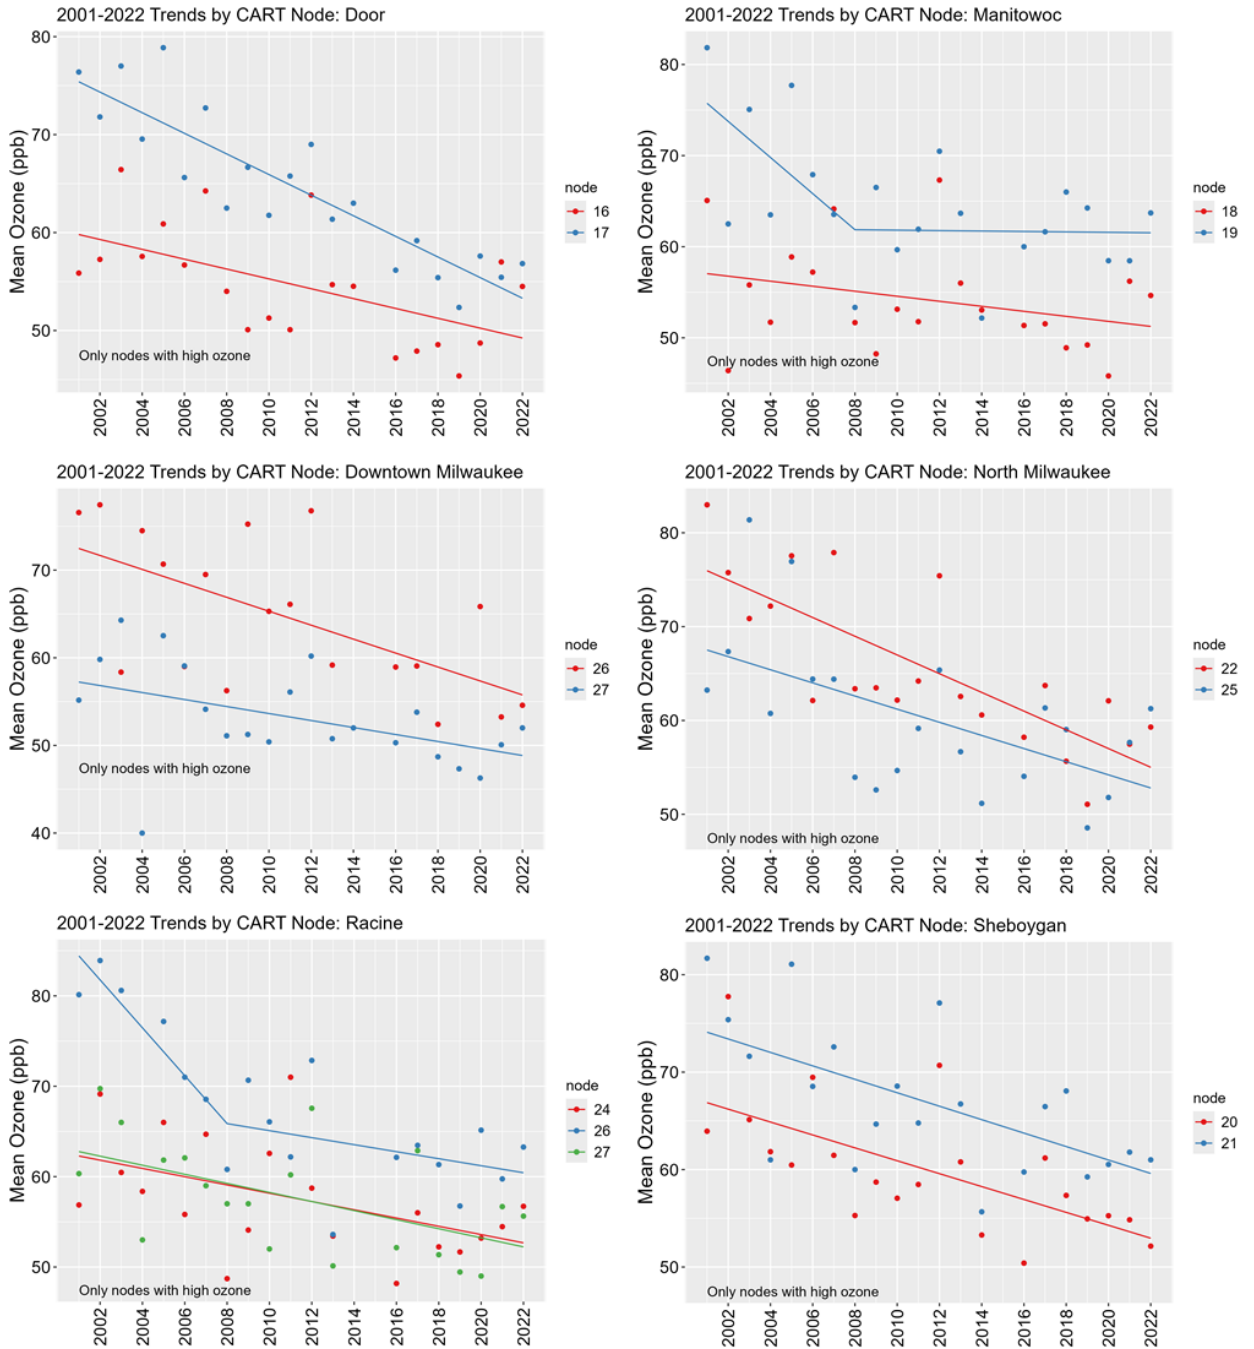 2001-2022 Trends by CART Node: Door
Mean Ozone (ppb)
80
70
60
50
Only nodes with high ozone
2002 2004 2006 2008 2010 2012 2014 2016 2018 2020 2022
node
16
17
2001-2022 Trends by CART Node: Manitowoc
Mean Ozone (ppb)
80
70
60
50
Only nodes with high ozone
2002 2004 2006 2008 2010 2012 2014 2016 2018 2020 2022
node
18
19
2001-2022 Trends by CART Node: Downtown Milwaukee
Mean Ozone (ppb)
70
60
50
40
Only nodes with high ozone
2002 2004 2006 2008 2010 2012 2014 2016 2018 2020 2022
node
26
27
2001-2022 Trends by CART Node: North Milwaukee
Mean Ozone (ppb)
80
70
60
50
Only nodes with high ozone
2002 2004 2006 2008 2010 2012 2014 2016 2018 2020 2022
node
22
25
2001-2022 Trends by CART Node: Racine
Mean Ozone (ppb)
80
70
60
50
Only nodes with high ozone
2002 2004 2006 2008 2010 2012 2014 2016 2018 2020 2022
node
24
26
27
2001-2022 Trends by CART Node: Sheboygan
Mean Ozone (ppb)
80
70
60
50
Only nodes with high ozone
2002 2004 2006 2008 2010 2012 2014 2016 2018 2020 2022
node
20
21